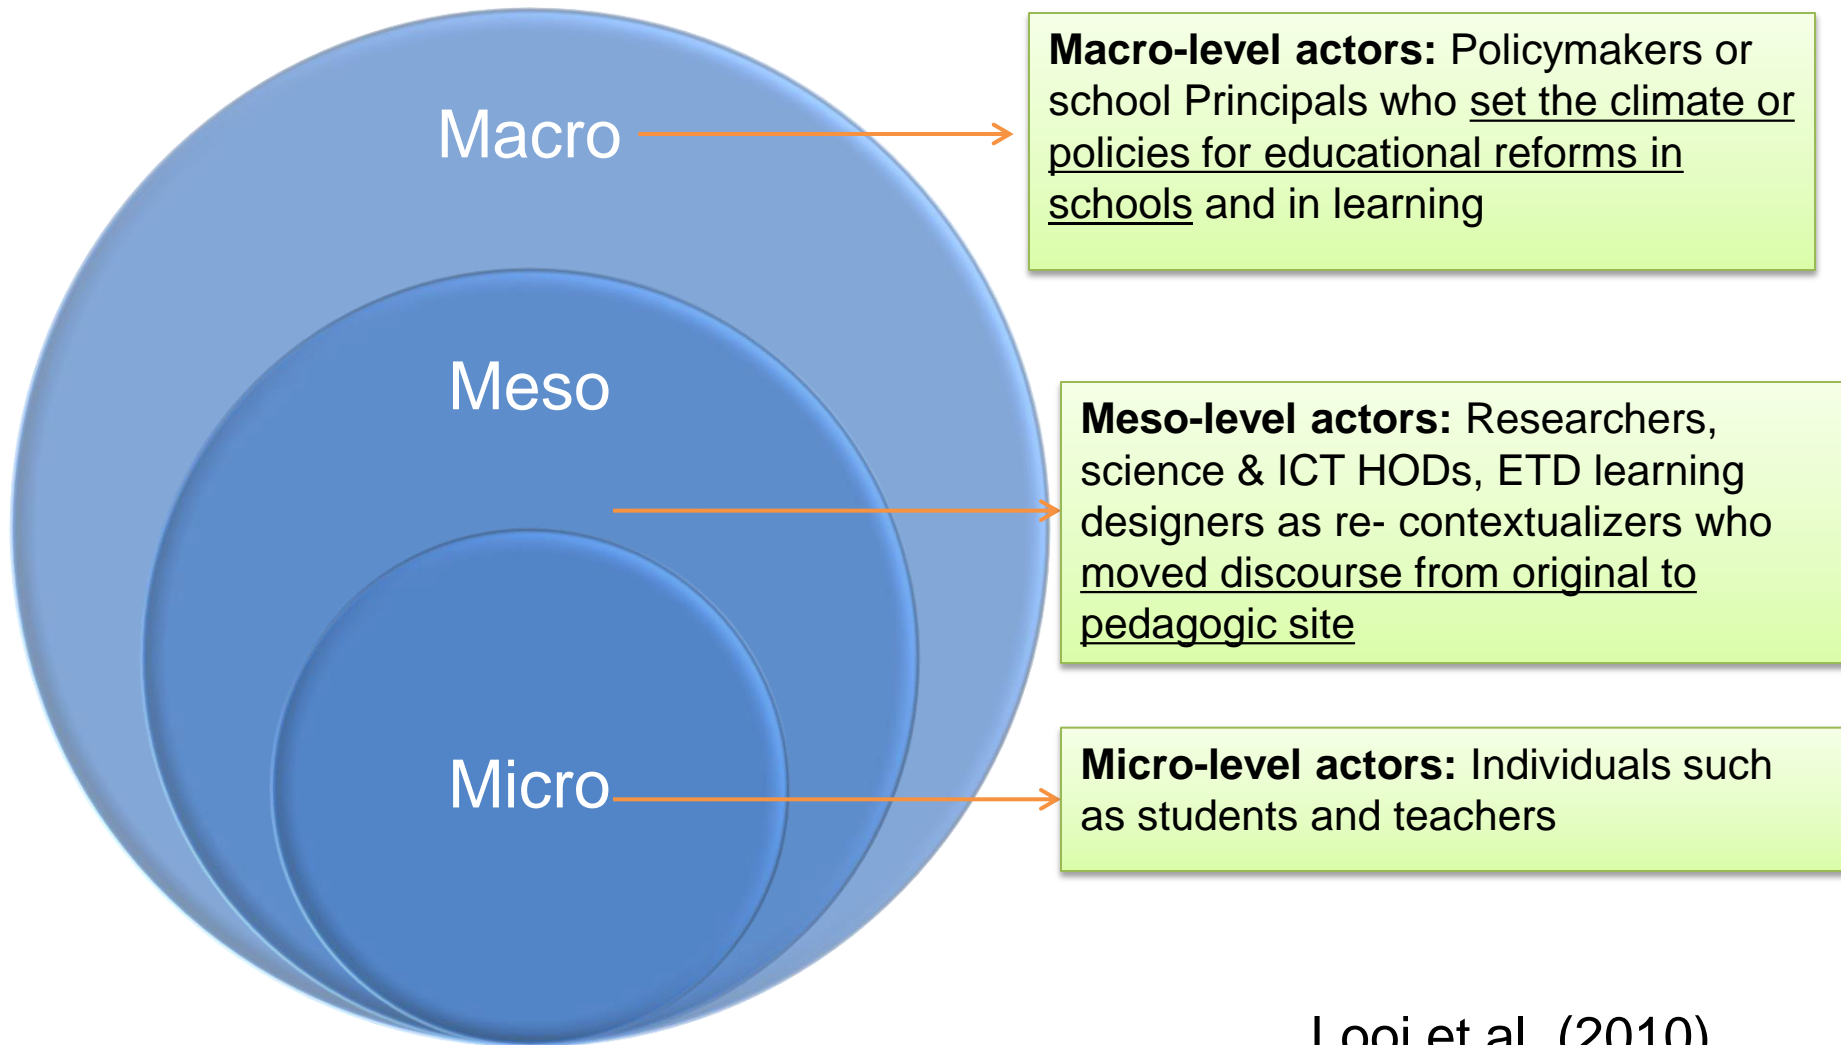 Macro
Macro-level actors: Policymakers or
school Principals who set the climate or
policies for educational reforms in
schools and in learning
Meso
Meso-level actors: Researchers,
science & ICT HODs, ETD learning
designers as re- contextualizers who
moved discourse from original to
pedagogic site
Micro
Micro-level actors: Individuals such
as students and teachers
Looi et al. (2010)